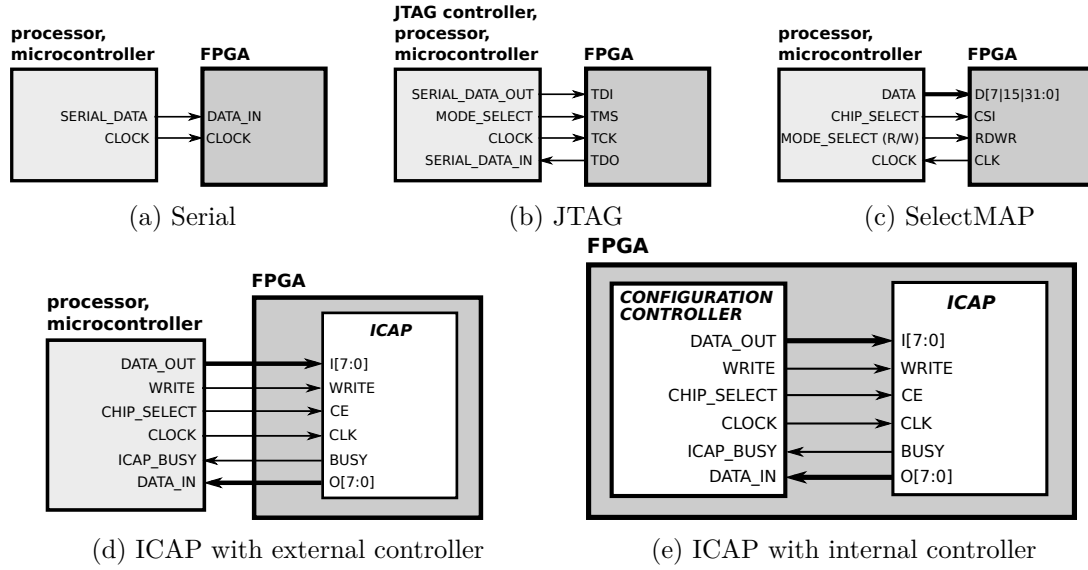 processor,
microcontroller
FPGA
SERIAL_DATA
CLOCK
DATA_IN
CLOCK
(a) Serial
JTAG controller,
processor,
microcontroller
FPGA
SERIAL_DATA_OUT
MODE_SELECT
CLOCK
SERIAL_DATA_IN
TDI
TMS
TCK
TDO
(b) JTAG
processor,
microcontroller
FPGA
DATA
CHIP_SELECT
MODE_SELECT (R/W)
CLOCK
D[7|15|31:0]
CSI
RDWR
CLK
(c) SelectMAP
processor,
microcontroller
FPGA
DATA_OUT
WRITE
CHIP_SELECT
CLOCK
ICAP_BUSY
DATA_IN
ICAP
I[7:0]
WRITE
CE
CLK
BUSY
O[7:0]
(d) ICAP with external controller
FPGA
CONFIGURATION
CONTROLLER
DATA_OUT
WRITE
CHIP_SELECT
CLOCK
ICAP_BUSY
DATA_IN
ICAP
I[7:0]
WRITE
CE
CLK
BUSY
O[7:0]
(e) ICAP with internal controller